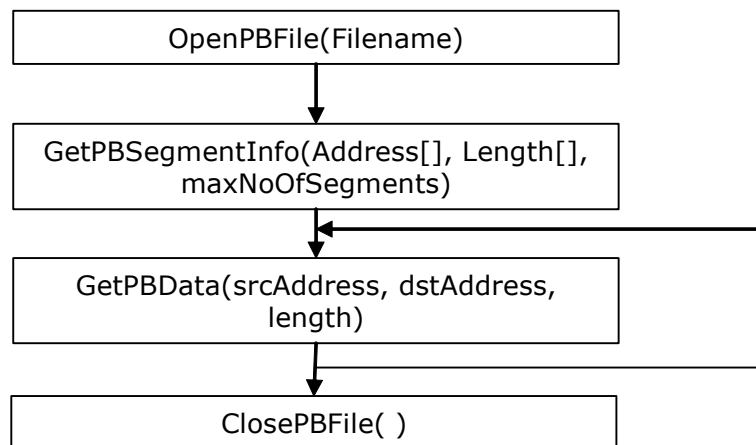 OpenPBFile(Filename)
GetPBSegmentInfo(Address[], Length[],
maxNoOfSegments)
GetPBData(srcAddress, dstAddress,
length)
ClosePBFile( )